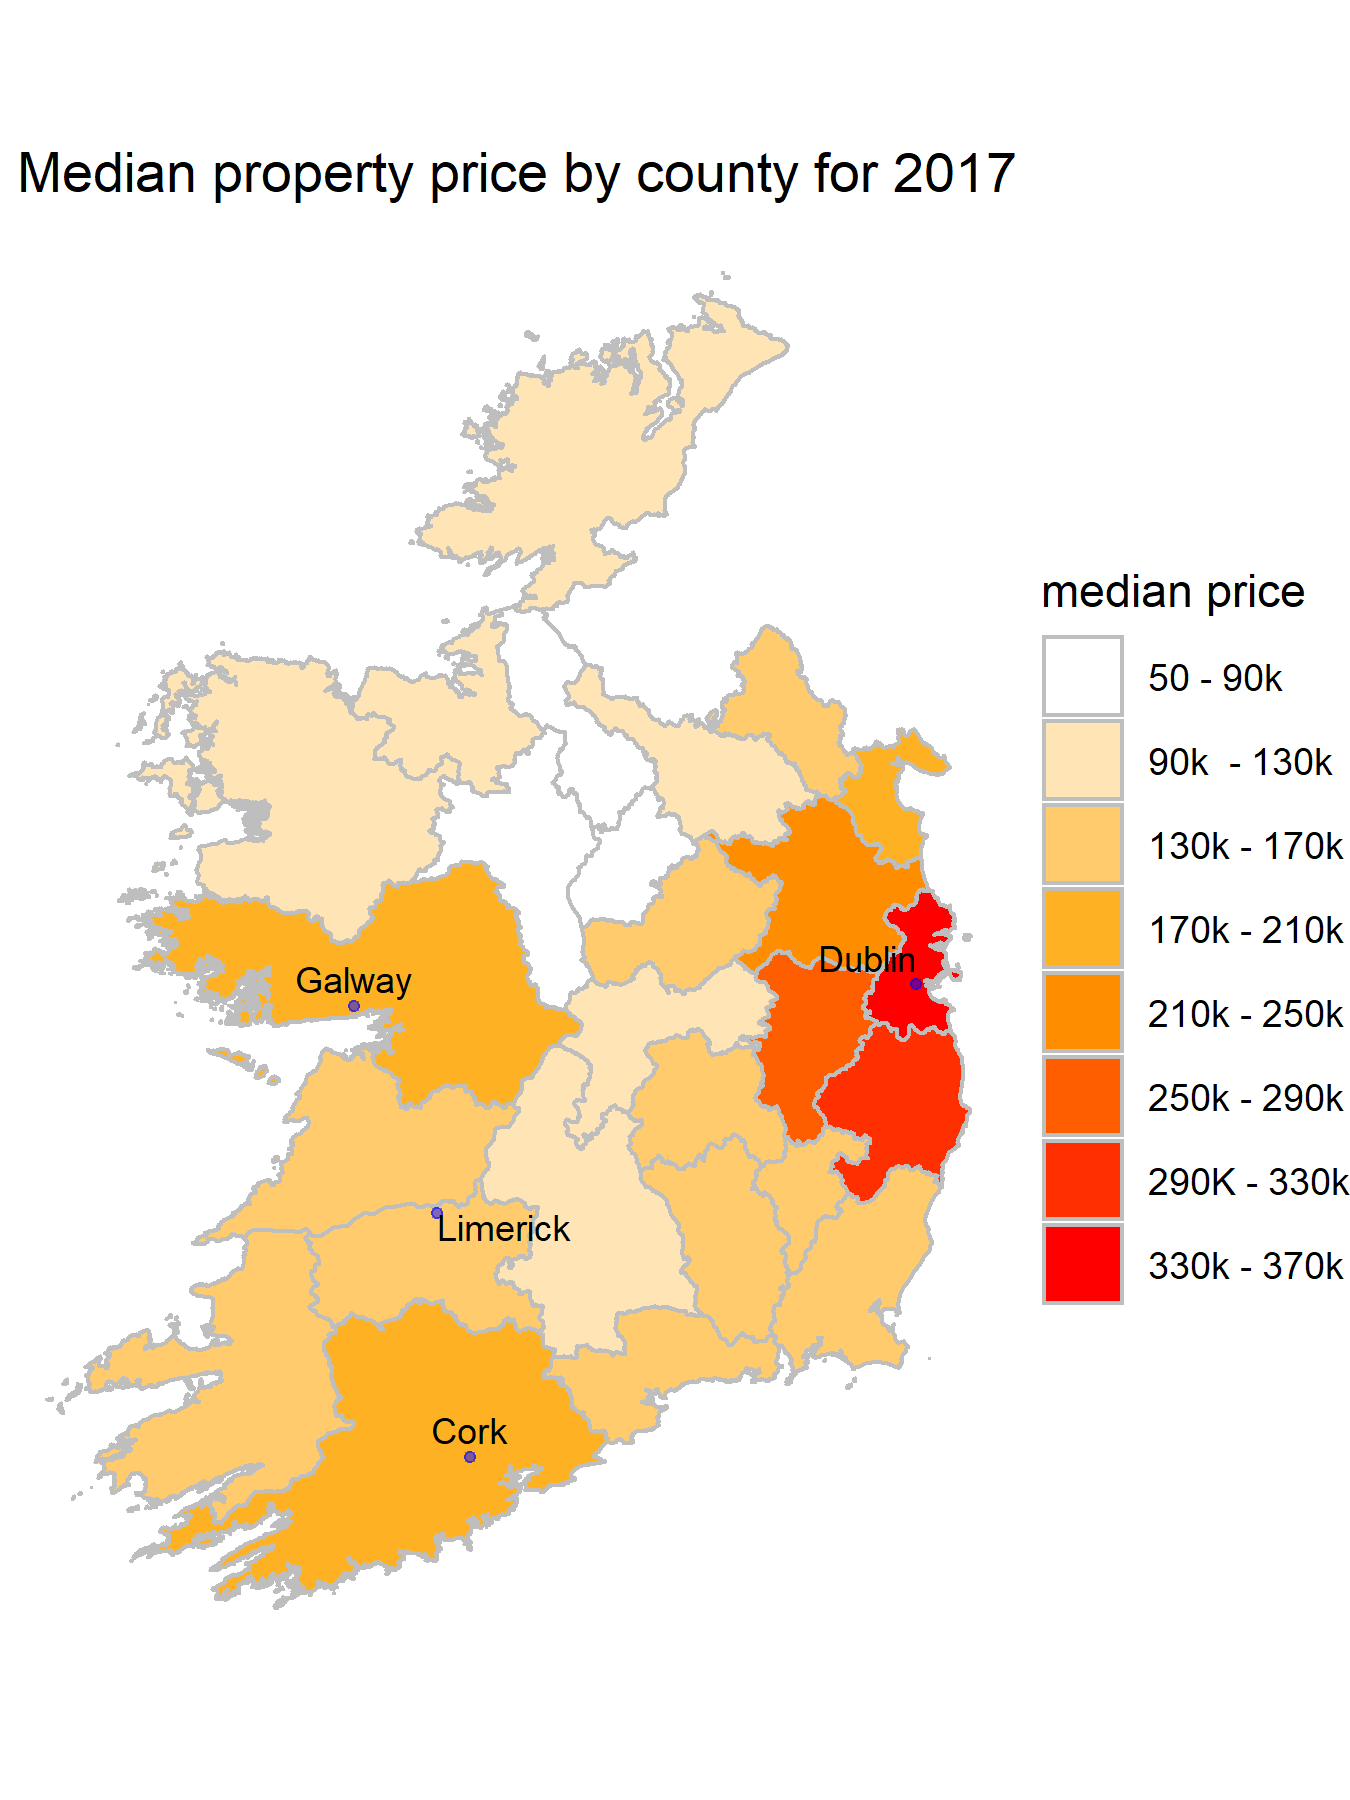 Median property price by county for 2017
median price
50 - 90k
90k  - 130k
130k - 170k
170k - 210k
210k - 250k
250k - 290k
290K - 330k
330k - 370k
Dublin
Galway
Limerick
Cork